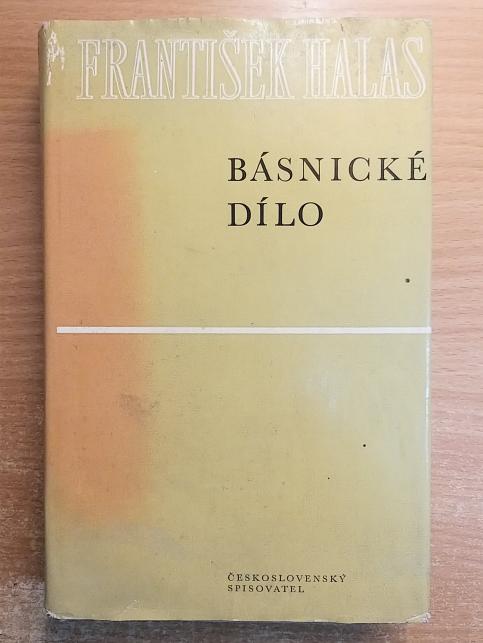 FRANTIŠEK HALAS
BÁSNICKÉ
DÍLO
ČESKOSLOVENSKÝ
SPISOVATEL